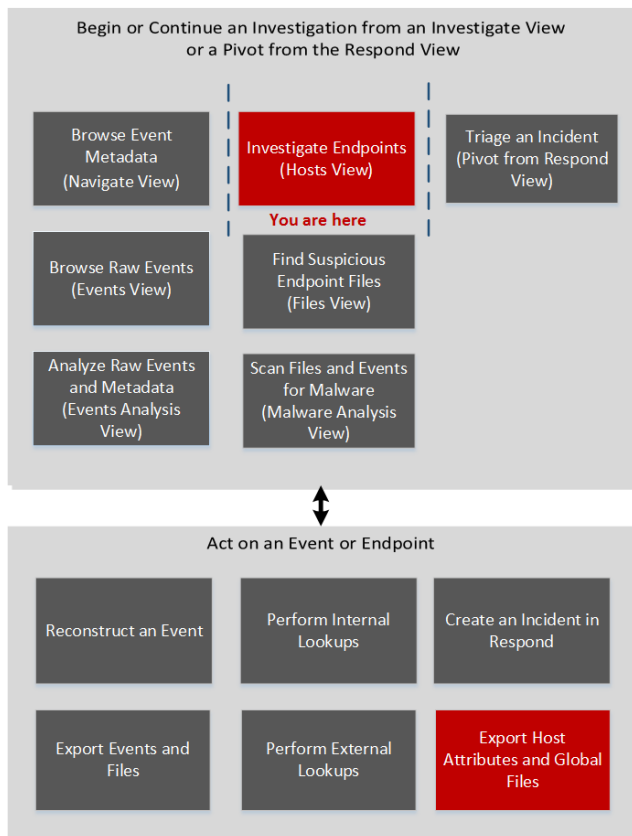 Begin or Continue an Investigation from an Investigate View
or a Pivot from the Respond View
Browse Event
Metadata
(Navigate View)
Investigate Endpoints
(Hosts View)
Triage an Incident
(Pivot from Respond
View)
You are here
Browse Raw Events
(Events View)
Find Suspicious
Endpoint Files
(Files View)
Analyze Raw Events
and Metadata
(Events Analysis
View)
Scan Files and Events
for Malware
(Malware Analysis
View)
Act on an Event or Endpoint
Reconstruct an Event
Perform Internal
Lookups
Create an Incident in
Respond
Export Events and
Files
Perform External
Lookups
Export Host
Attributes and Global
Files